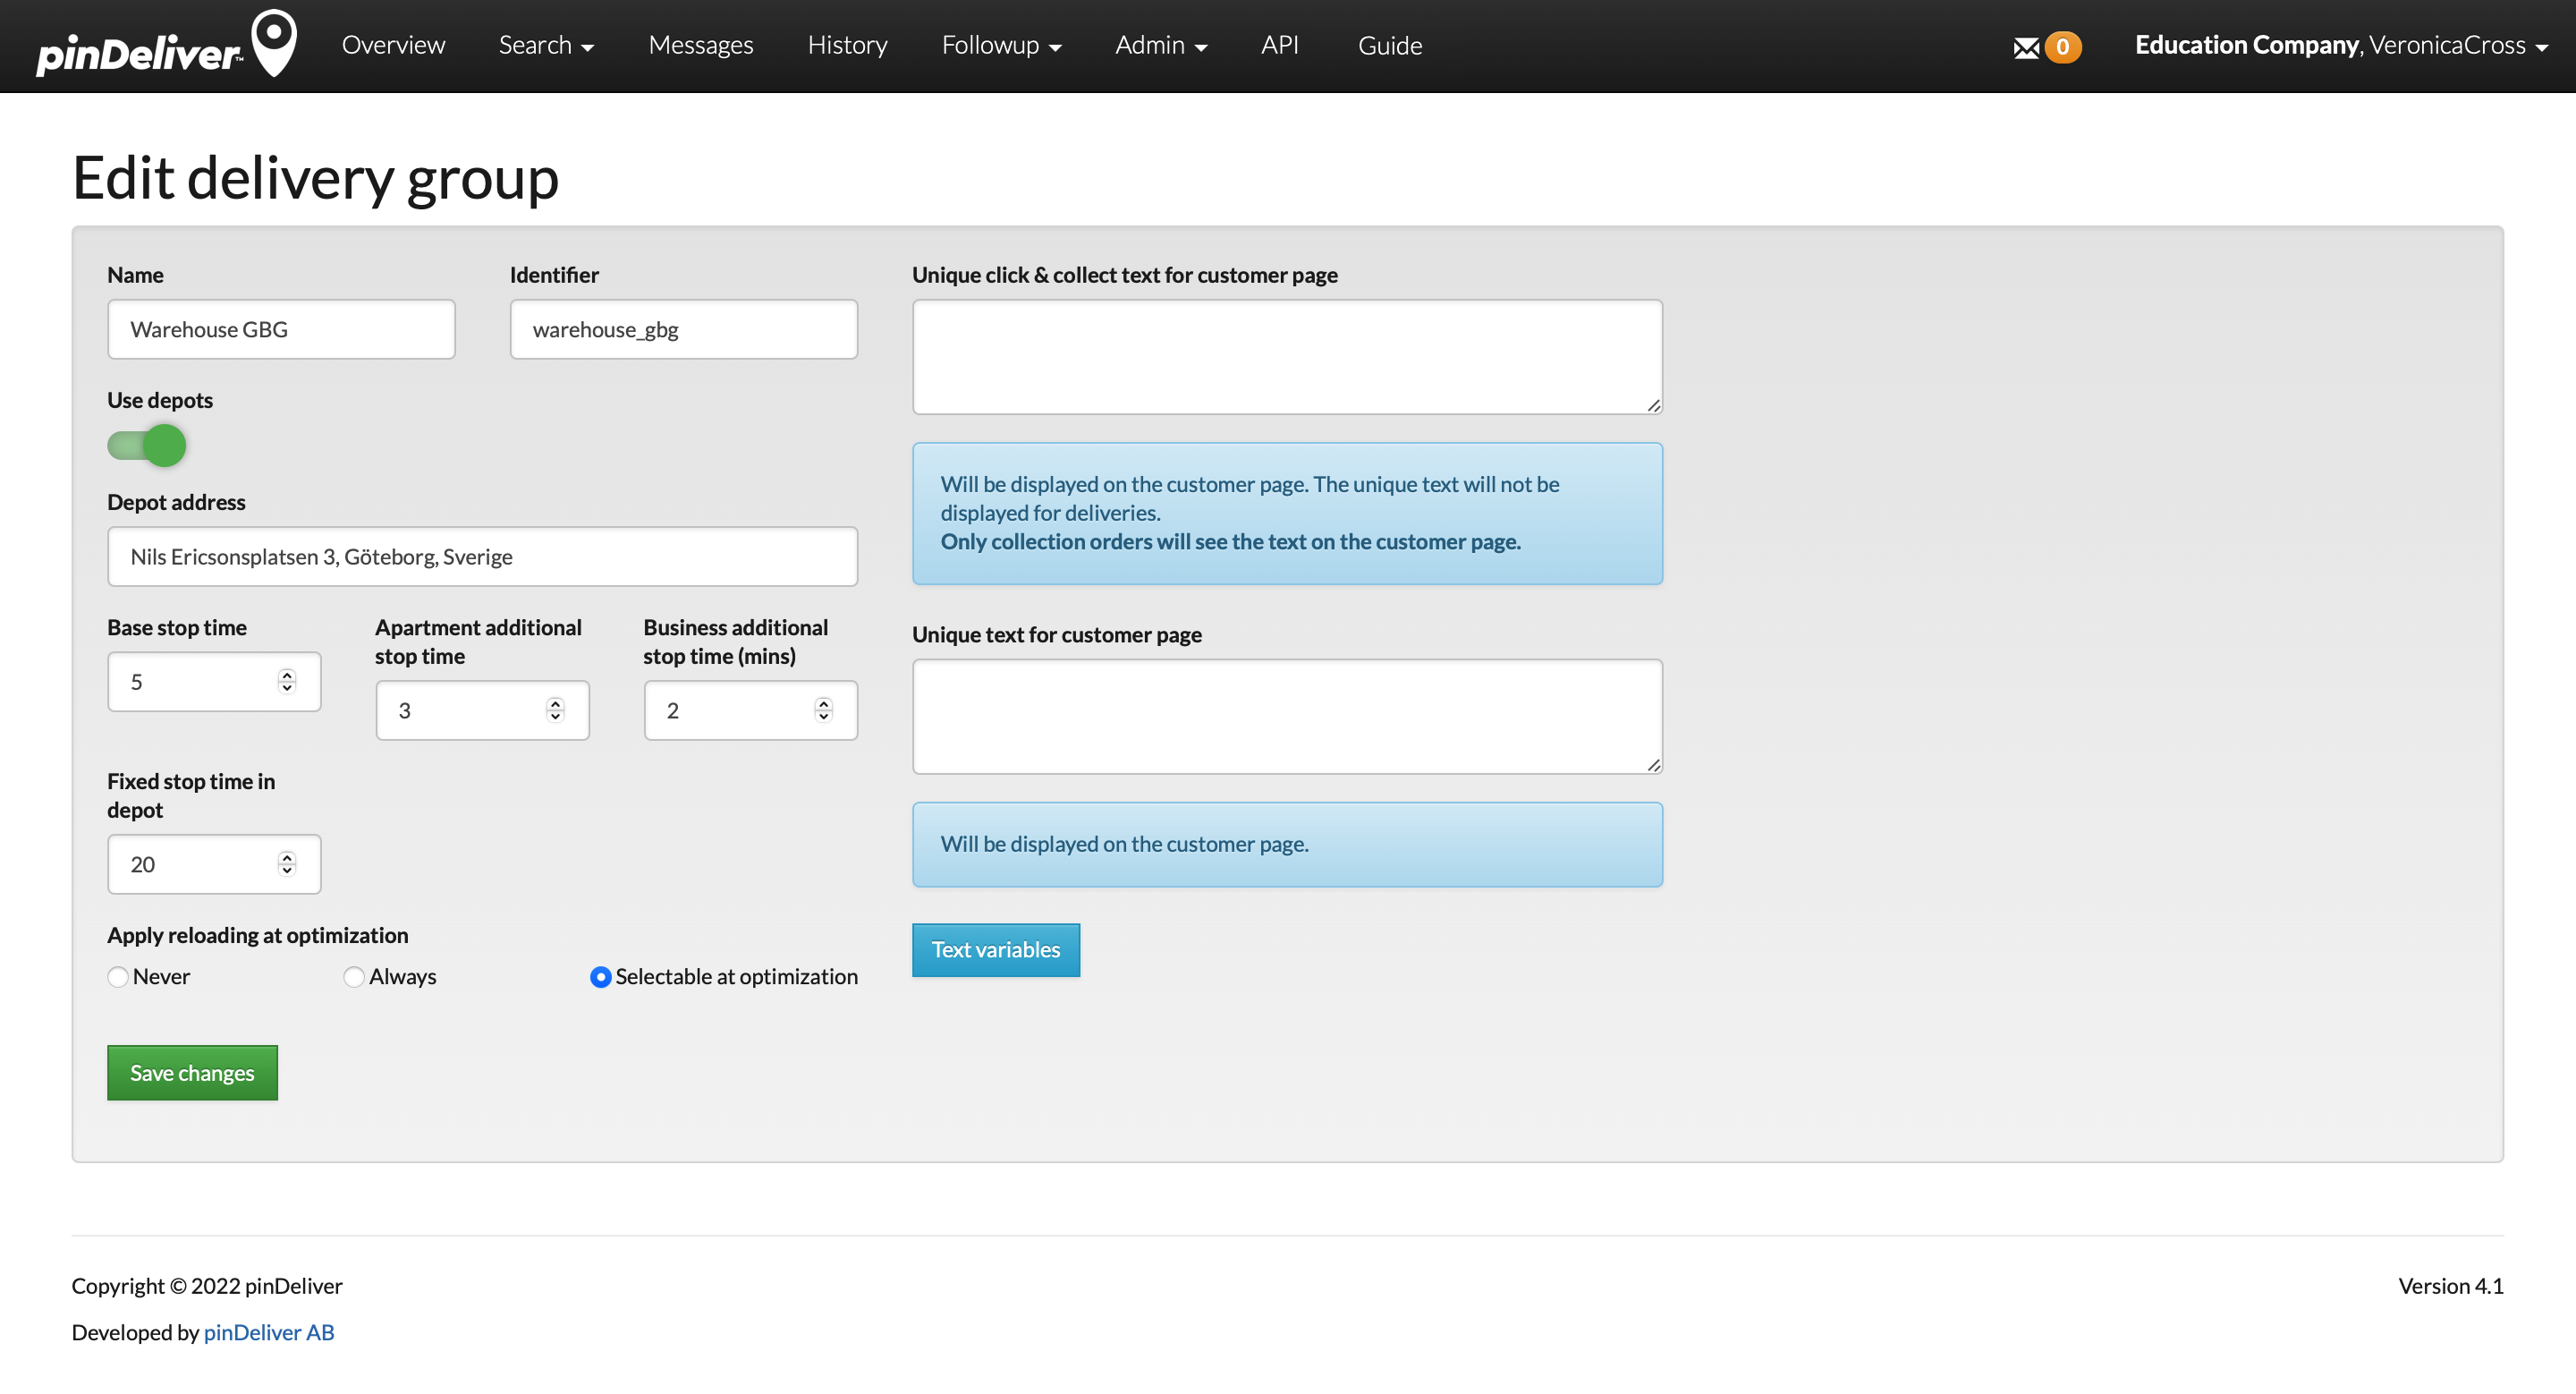 pinDeliver™
Overview
Search
Messages
History
Followup
Admin
API
Guide
0
Education Company, VeronicaCross
Edit delivery group
Name
Warehouse GBG
Identifier
warehouse_gbg
Use depots
Depot address
Nils Ericsonsplatsen 3, Göteborg, Sverige
Base stop time
5
Apartment additional
stop time
3
Business additional
stop time (mins)
2
Fixed stop time in
depot
20
Apply reloading at optimization
Never
Always
Selectable at optimization
Save changes
Unique click & collect text for customer page
Will be displayed on the customer page. The unique text will not be
displayed for deliveries.
Only collection orders will see the text on the customer page.
Unique text for customer page
Will be displayed on the customer page.
Text variables
Copyright © 2022 pinDeliver
Version 4.1
Developed by pinDeliver AB